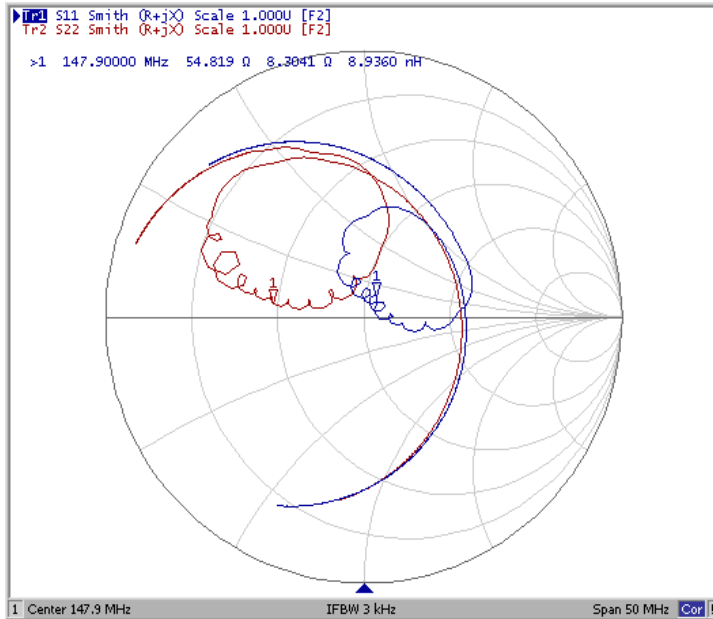 Tr1 S11 Smith (R+jX) Scale 1.000U [F2]
Tr2 S22 Smith (R+jX) Scale 1.000U [F2]
>1 147.90000 MHz 54.819 Ω 8.3041 Ω 8.9360 nH
1
1
1 Center 147.9 MHz IFBW 3 kHz Span 50 MHz Cor !